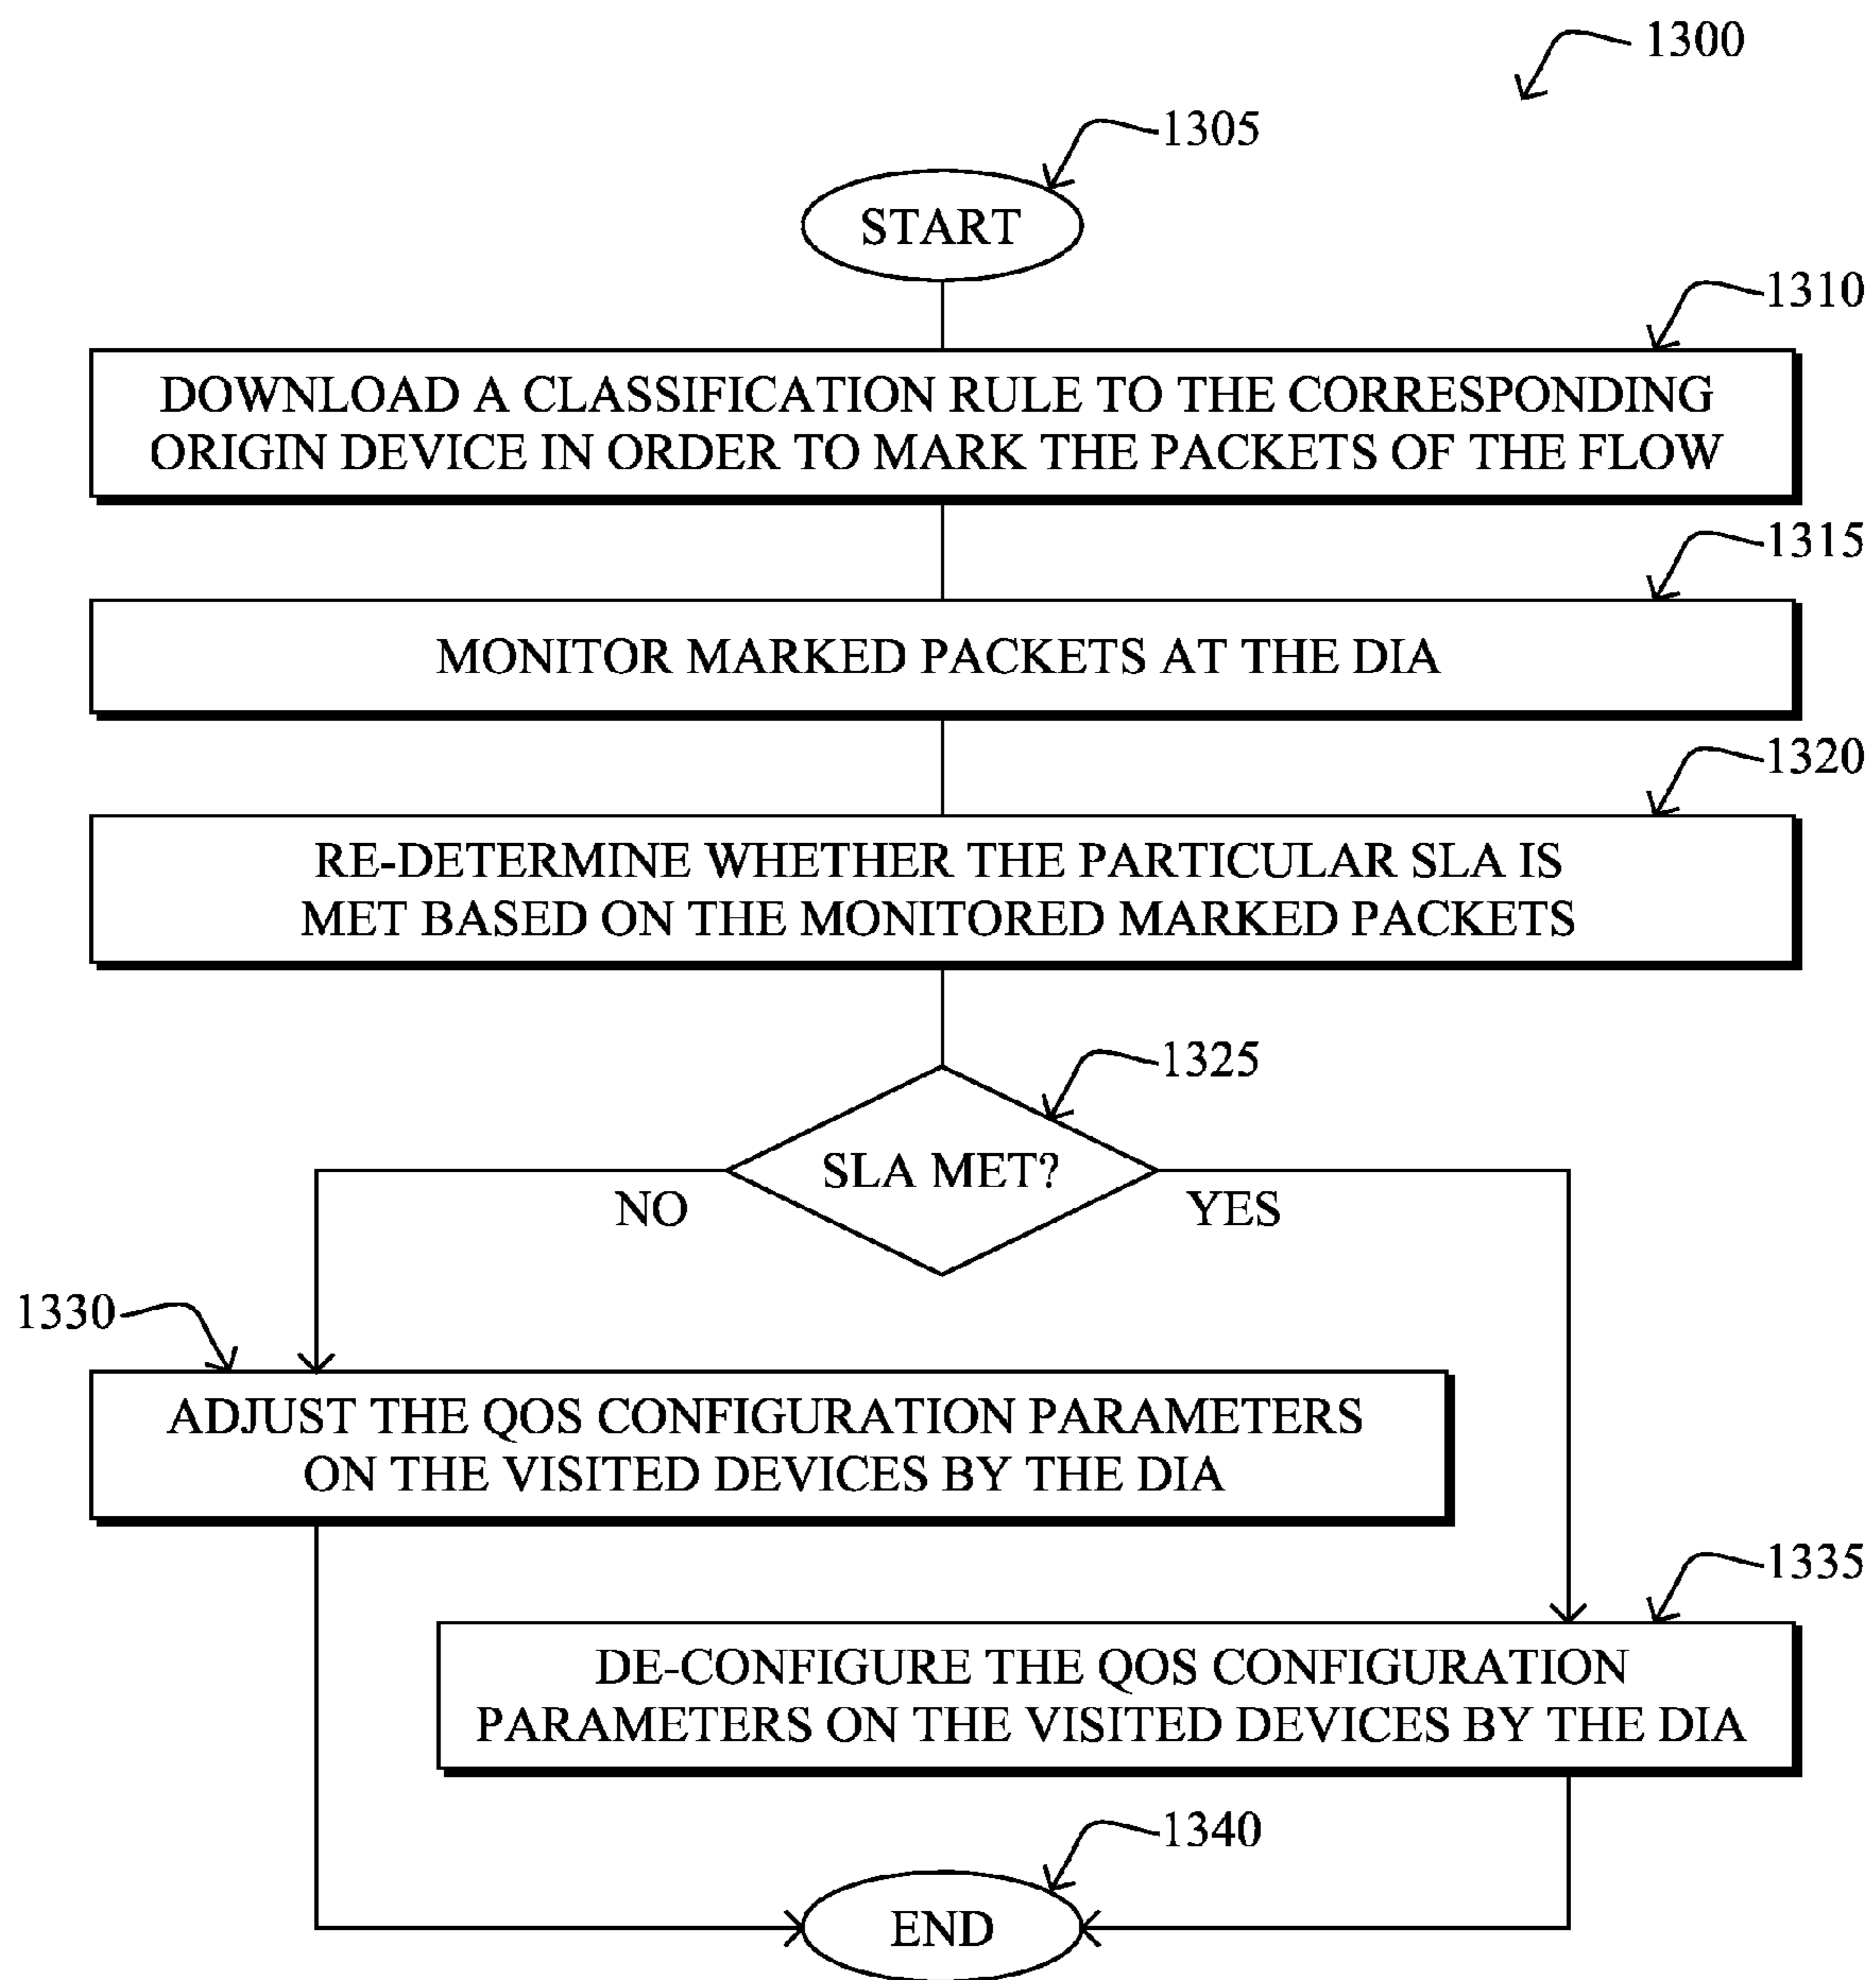 1300
1305
START
1310
DOWNLOAD A CLASSIFICATION RULE TO THE CORRESPONDING
ORIGIN DEVICE IN ORDER TO MARK THE PACKETS OF THE FLOW
1315
MONITOR MARKED PACKETS AT THE DIA
1320
RE-DETERMINE WHETHER THE PARTICULAR SLA IS
MET BASED ON THE MONITORED MARKED PACKETS
1325
SLA MET?
NO
YES
1330
ADJUST THE QOS CONFIGURATION PARAMETERS
ON THE VISITED DEVICES BY THE DIA
1335
DE-CONFIGURE THE QOS CONFIGURATION
PARAMETERS ON THE VISITED DEVICES BY THE DIA
1340
END